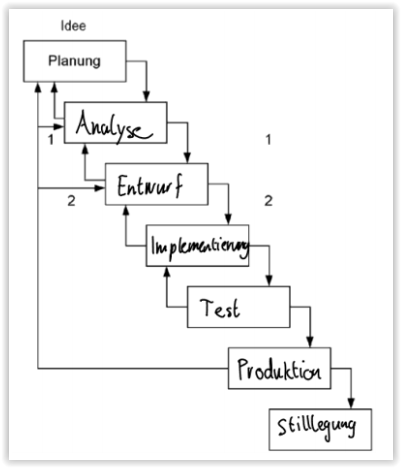 Idee
Planung
Analyse
1
1
Entwurf
2
2
Implementierung
Test
Produktion
Stilllegung